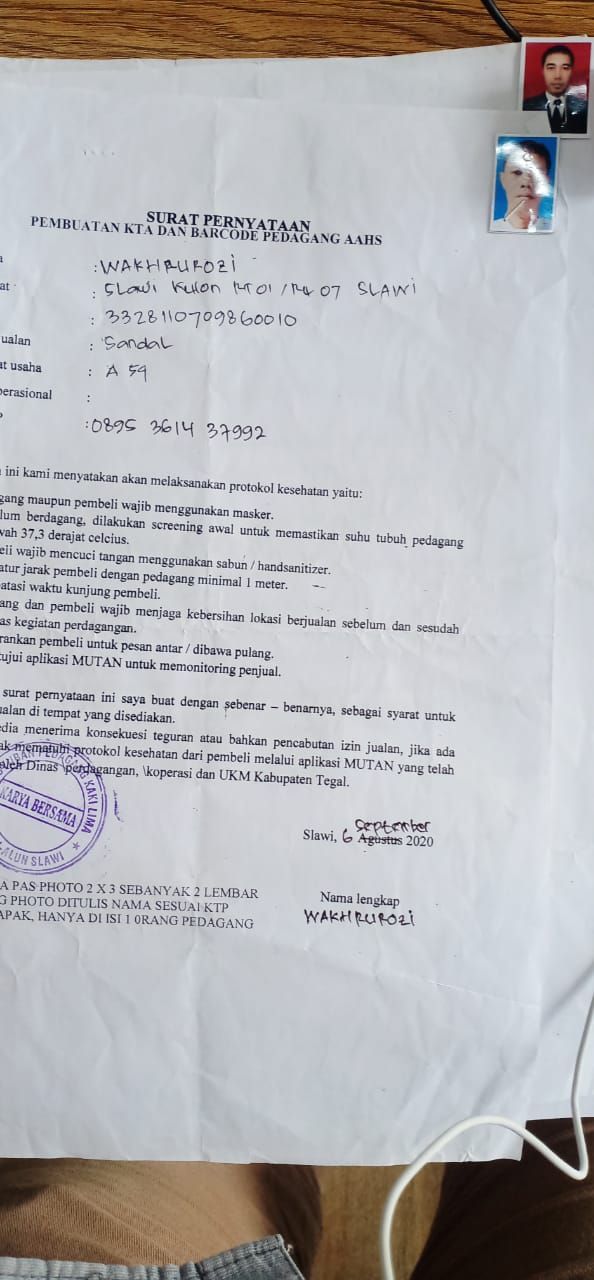 SURAT PERNYATAAN
PEMBUATAN KTA DAN BARCODE PEDAGANG AAHS
a
: WAKHRUROZI
at : SLAWI KULON RT 01 / RW 07 SLAWI
: 3328110709860010
ualan : Sandal
at usaha : A 59
perasional :
P : 0895 3614 37992
ini kami menyatakan akan melaksanakan protokol kesehatan yaitu:
gang maupun pembeli wajib menggunakan masker.
lum berdagang, dilakukan screening awal untuk memastikan suhu tubuh pedagang
wah 37,3 derajat celcius.
eli wajib mencuci tangan menggunakan sabun / handsanitizer.
atur jarak pembeli dengan pedagang minimal 1 meter.
atasi waktu kunjung pembeli.
ang dan pembeli wajib menjaga kebersihan lokasi berjualan sebelum dan sesudah
as kegiatan perdagangan.
rankan pembeli untuk pesan antar / dibawa pulang.
tujui aplikasi MUTAN untuk memonitoring penjual.
surat pernyataan ini saya buat dengan sebenar – benarnya, sebagai syarat untuk
ualan di tempat yang disediakan.
edia menerima konsekuesi teguran atau bahkan pencabutan izin jualan, jika ada
ak mematuhi protokol kesehatan dari pembeli melalui aplikasi MUTAN yang telah
oleh Dinas perdagangan, koperasi dan UKM Kabupaten Tegal.
PEDAGANG KAKI LIMA
KARYA BERSAMA
ALUN SLAWI
September
Slawi, 6 Agustus 2020
A PAS PHOTO 2 X 3 SEBANYAK 2 LEMBAR
G PHOTO DITULIS NAMA SESUAI KTP
APAK, HANYA DI ISI 1 0RANG PEDAGANG
Nama lengkap
WAKHRUROZI